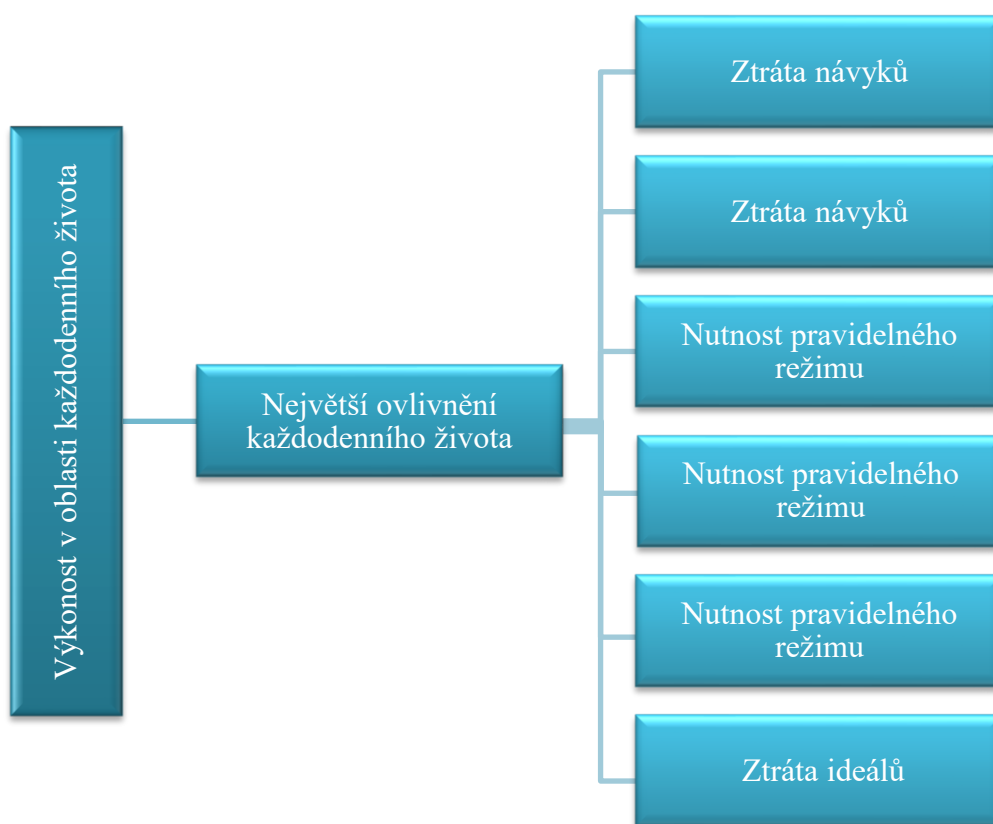 Výkonost v oblasti každodenního života
Největší ovlivnění
každodenního života
Ztráta návyků
Ztráta návyků
Nutnost pravidelného
režimu
Nutnost pravidelného
režimu
Nutnost pravidelného
režimu
Ztráta ideálů